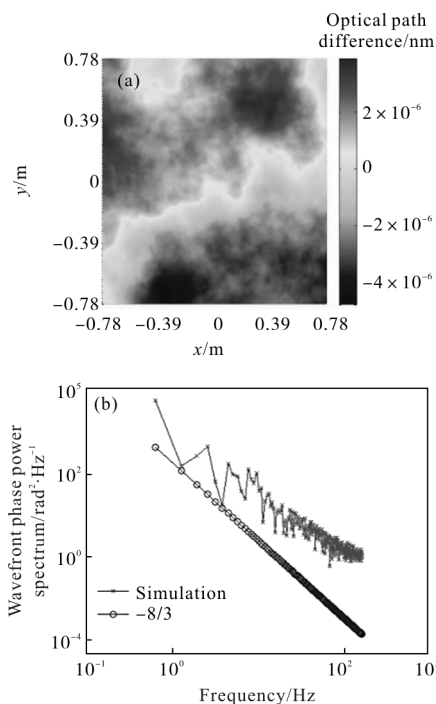 Optical path
difference/nm
0.78
(a)
2×10⁻⁶
0.39
y/m
0
0
−0.39
−2×10⁻⁶
−0.78
−4×10⁻⁶
−0.78 −0.39 0 0.39 0.78
x/m
10⁵
(b)
Wavefront phase power
spectrum/rad²·Hz⁻¹
10²
10⁰
Simulation
−8/3
10⁻⁴
10⁻¹ 10⁰ 10² 10
Frequency/Hz